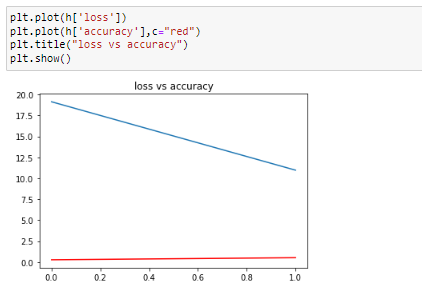 plt.plot(h['loss'])
plt.plot(h['accuracy'],c="red")
plt.title("loss vs accuracy")
plt.show()
loss vs accuracy
20.0
17.5
15.0
12.5
10.0
7.5
5.0
2.5
0.0
0.0 0.2 0.4 0.6 0.8 1.0